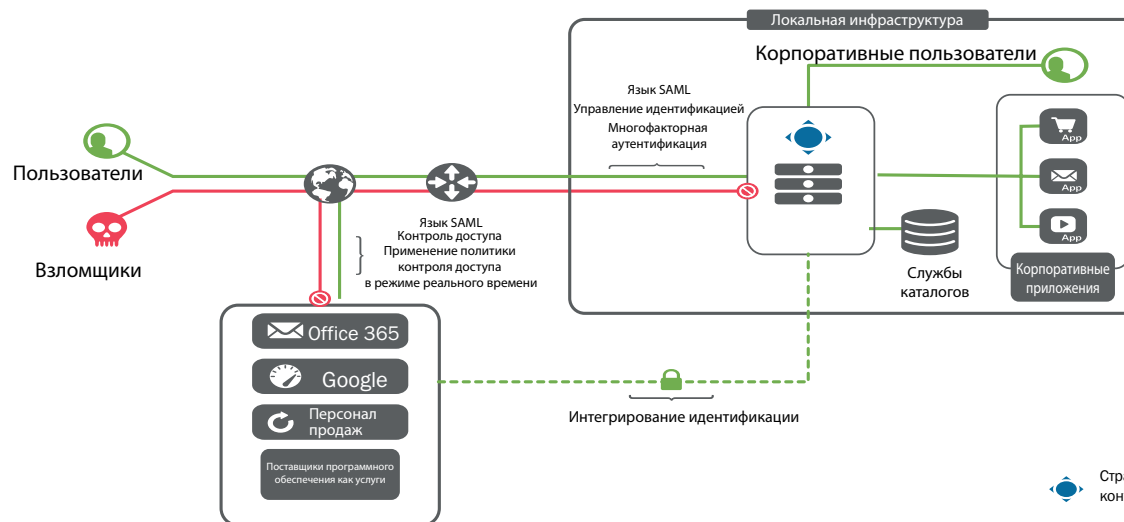 Локальная инфраструктура
Корпоративные пользователи
Язык SAML
Управление идентификацией
Многофакторная
аутентификация
App
App
App
Пользователи
Взломщики
Язык SAML
Контроль доступа
Применение политики
контроля доступа
в режиме реального времени
Службы
каталогов
Корпоративные
приложения
Office 365
Google
Персонал
продаж
Поставщики программного
обеспечения как услуги
Интегрирование идентификации